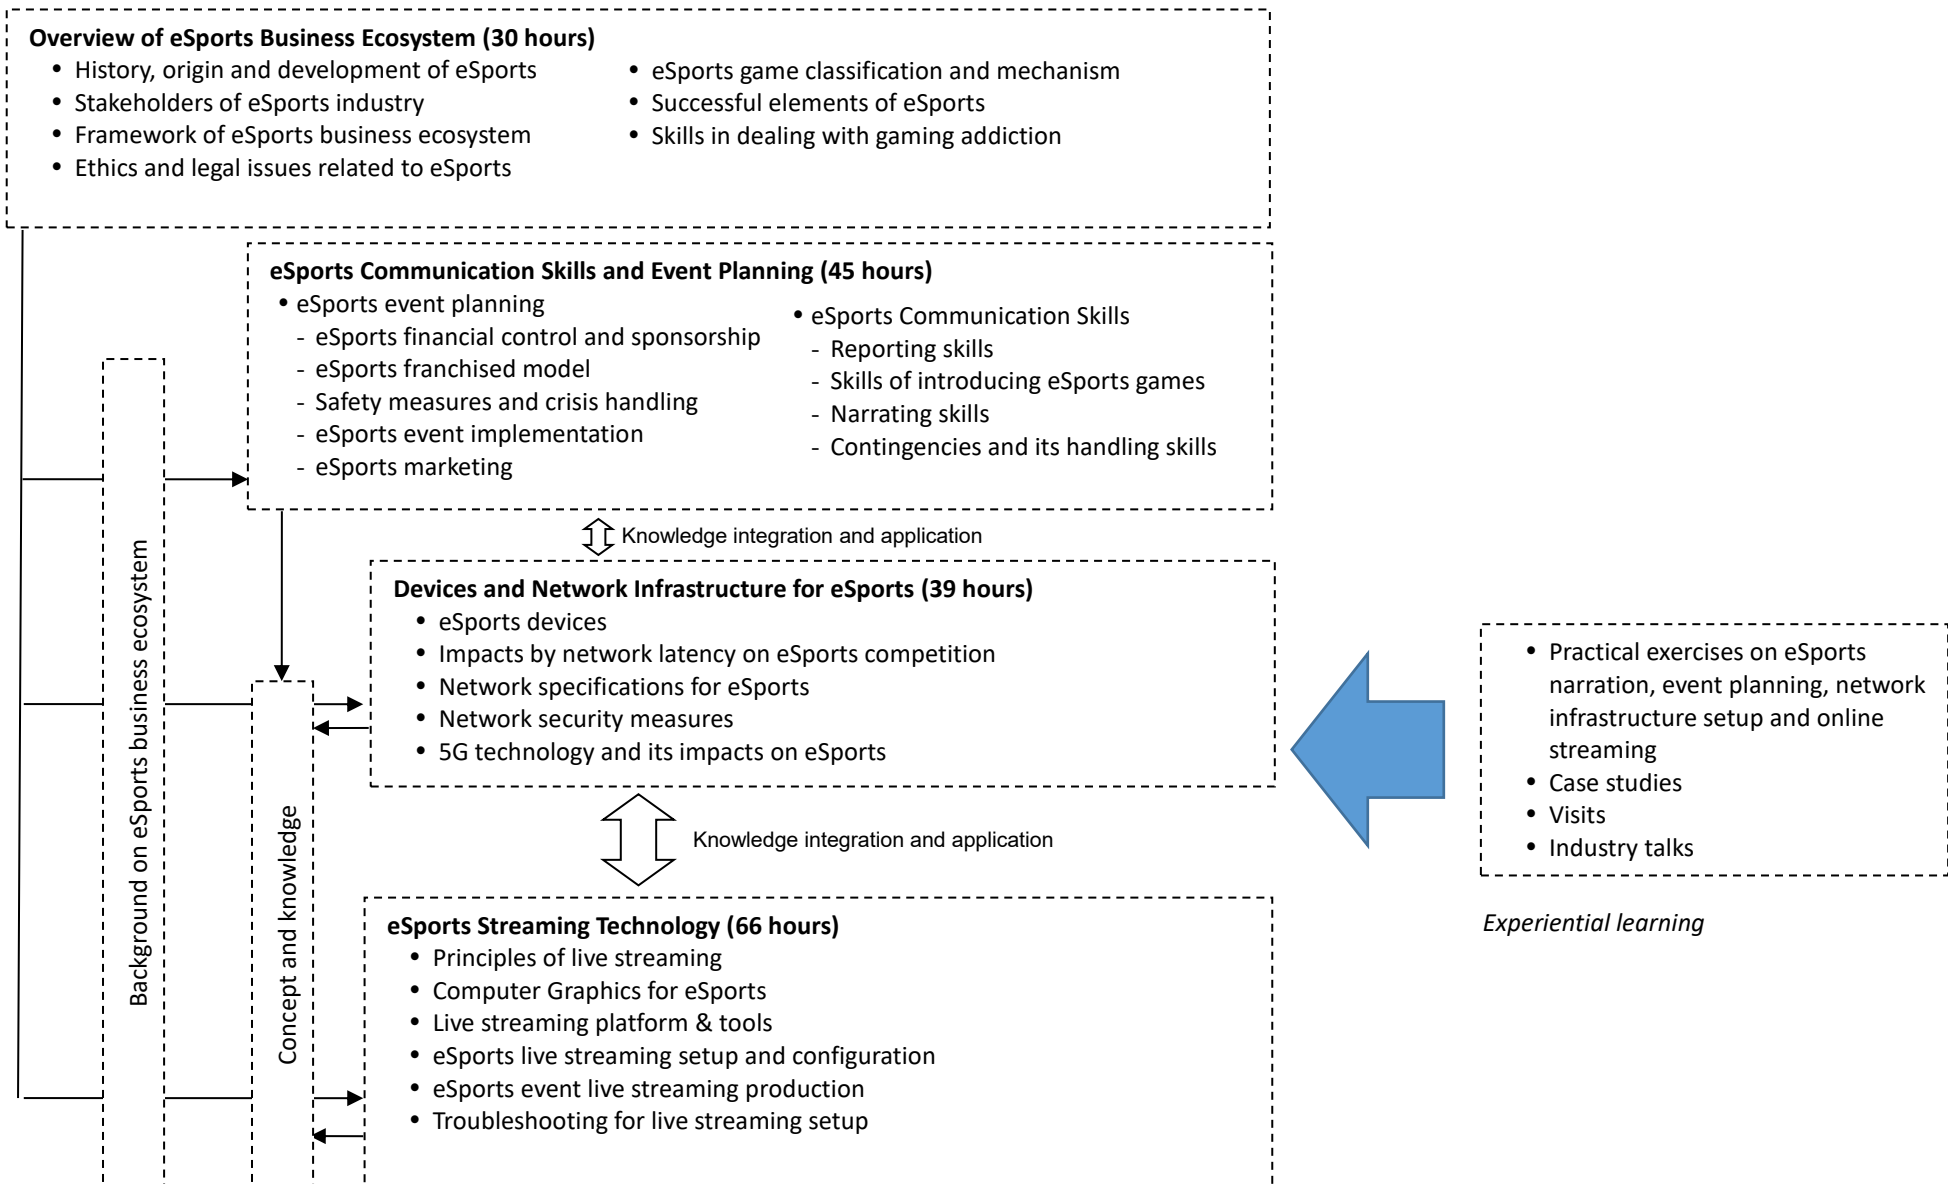 Overview of eSports Business Ecosystem (30 hours)
• History, origin and development of eSports
• Stakeholders of eSports industry
• Framework of eSports business ecosystem
• Ethics and legal issues related to eSports
• eSports game classification and mechanism
• Successful elements of eSports
• Skills in dealing with gaming addiction
eSports Communication Skills and Event Planning (45 hours)
• eSports event planning
- eSports financial control and sponsorship
- eSports franchised model
- Safety measures and crisis handling
- eSports event implementation
- eSports marketing
• eSports Communication Skills
- Reporting skills
- Skills of introducing eSports games
- Narrating skills
- Contingencies and its handling skills
Knowledge integration and application
Background on eSports business ecosystem
Concept and knowledge
Devices and Network Infrastructure for eSports (39 hours)
• eSports devices
• Impacts by network latency on eSports competition
• Network specifications for eSports
• Network security measures
• 5G technology and its impacts on eSports
Knowledge integration and application
eSports Streaming Technology (66 hours)
• Principles of live streaming
• Computer Graphics for eSports
• Live streaming platform & tools
• eSports live streaming setup and configuration
• eSports event live streaming production
• Troubleshooting for live streaming setup
• Practical exercises on eSports
narration, event planning, network
infrastructure setup and online
streaming
• Case studies
• Visits
• Industry talks
Experiential learning